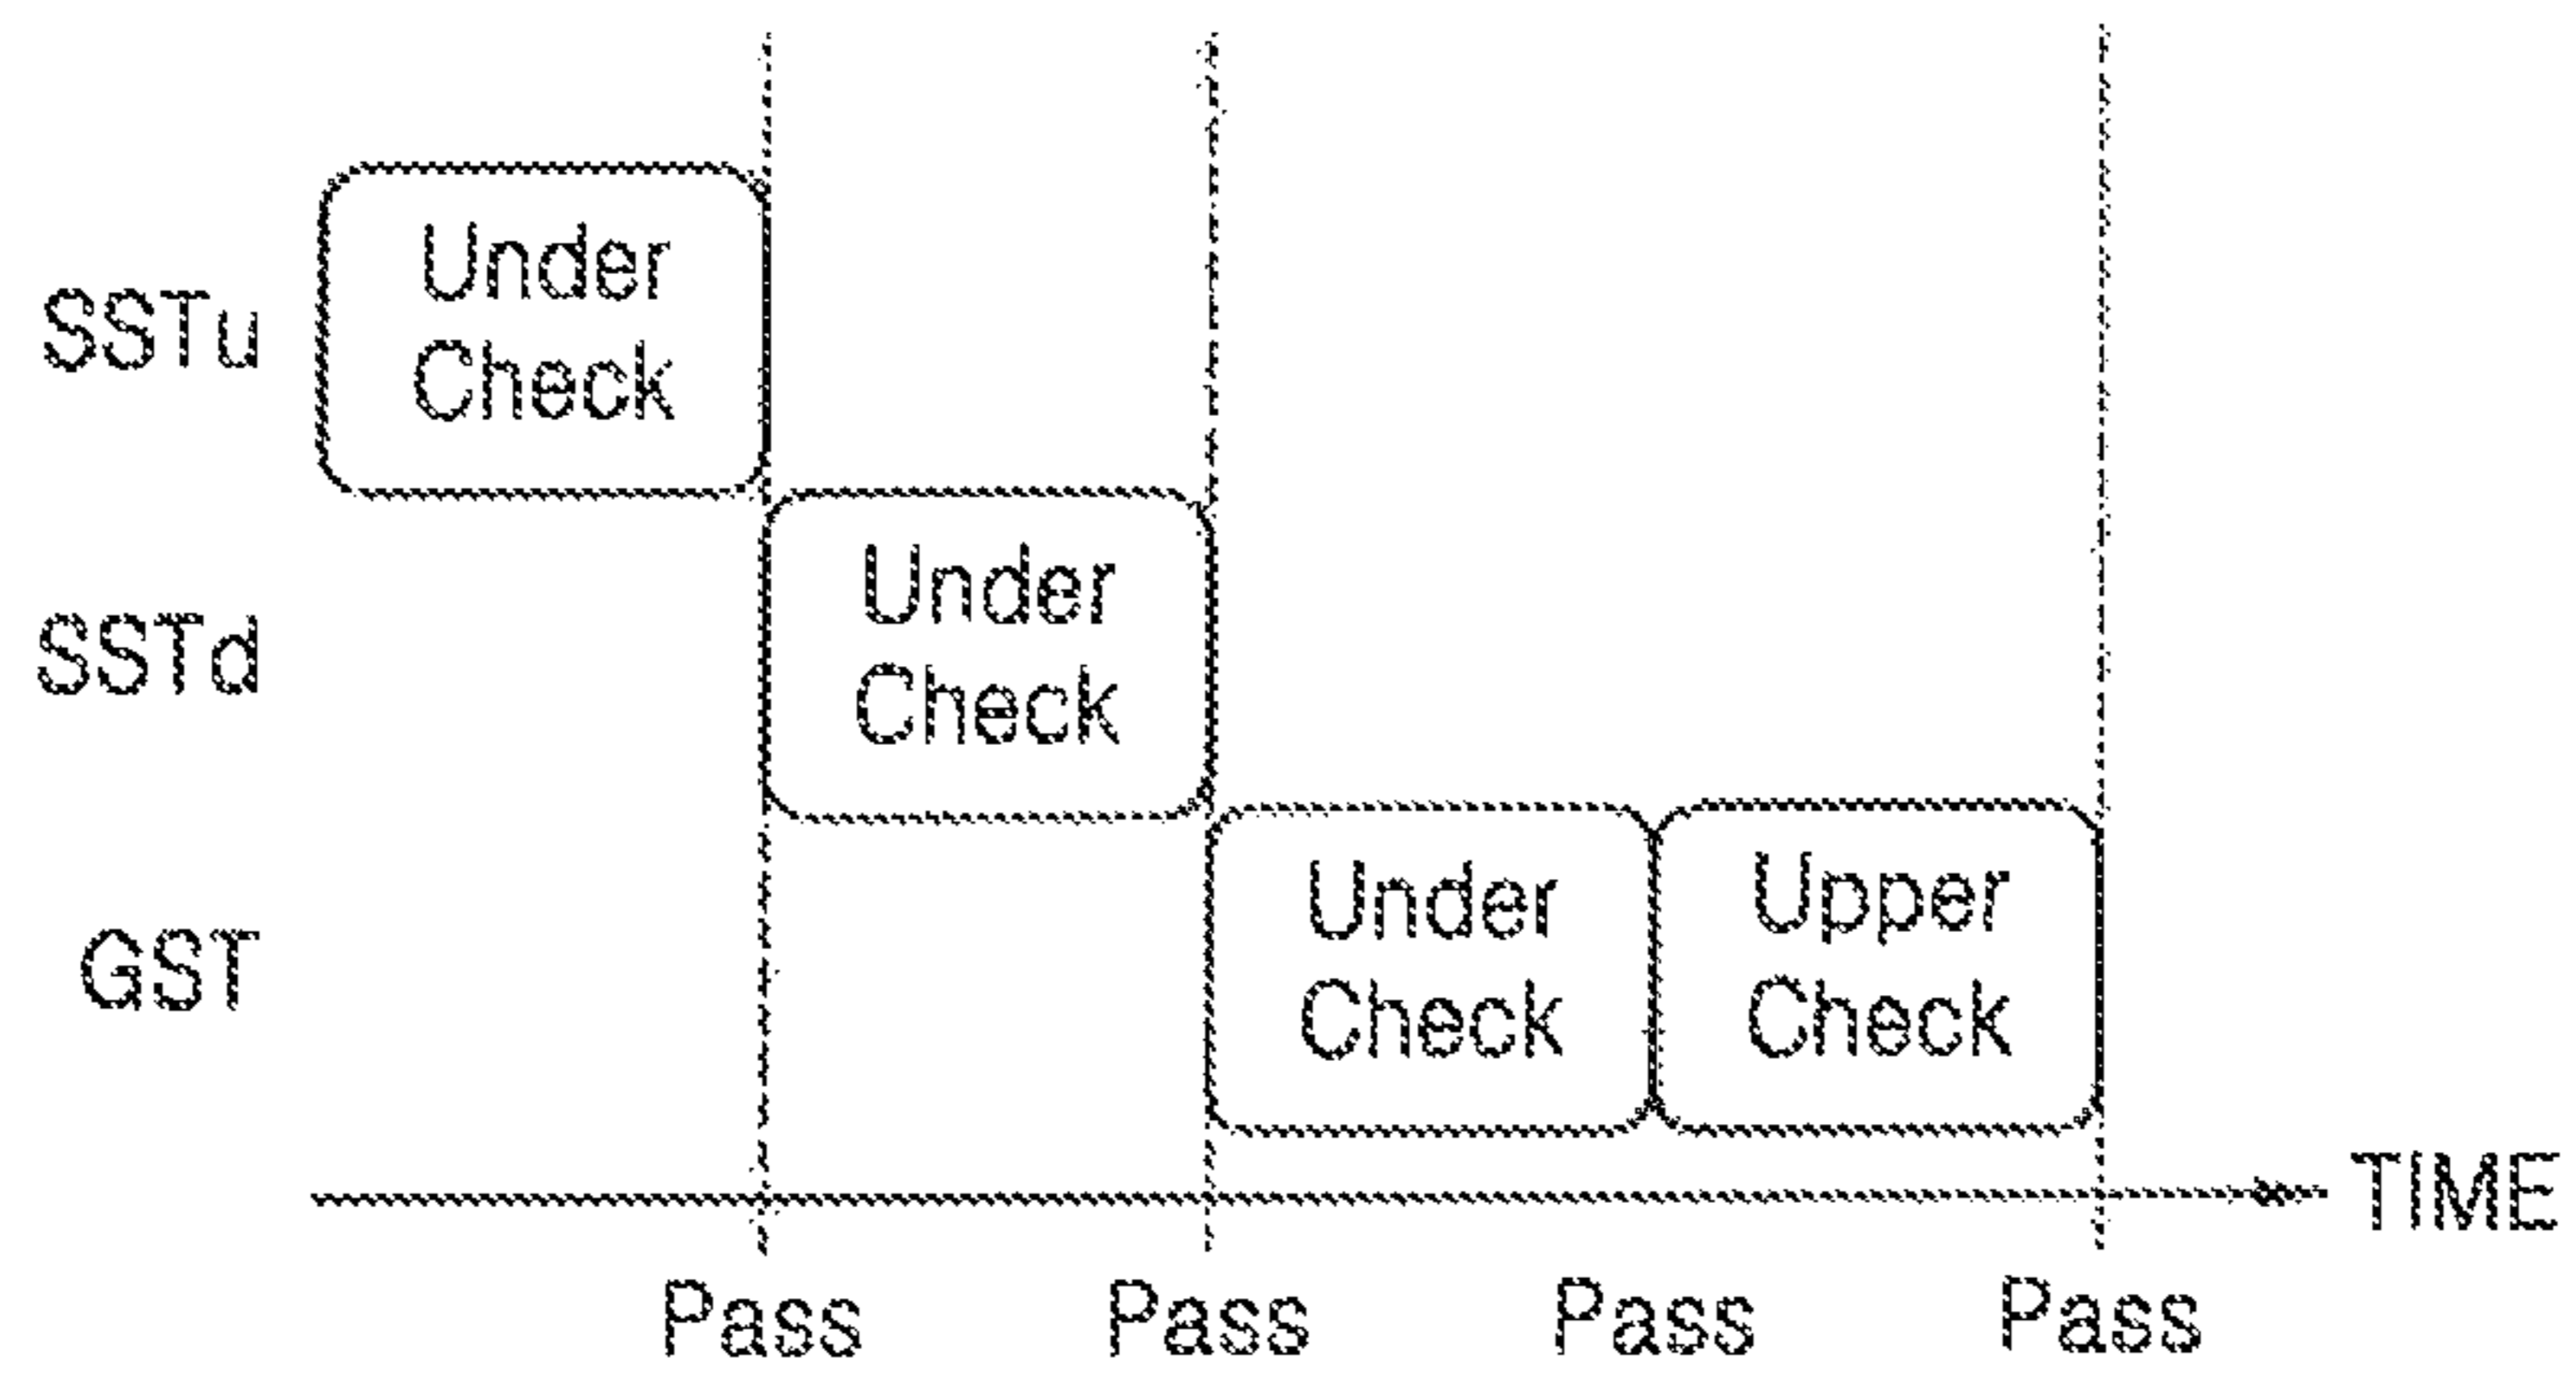 SSTu
Under
Check
SSTd
Under
Check
GST
Under
Check
Upper
Check
TIME
Pass
Pass
Pass
Pass